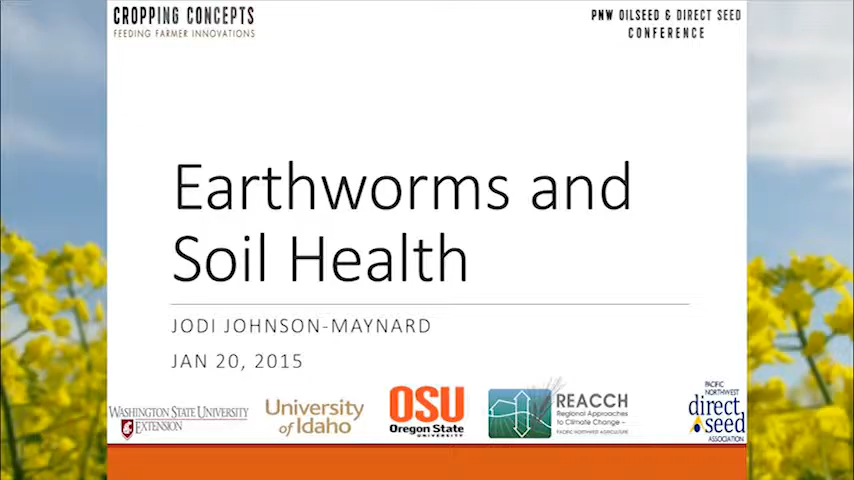 CROPPING CONCEPTS
FEEDING FARMER INNOVATIONS
PNW OILSEED & DIRECT SEED
CONFERENCE
Earthworms and
Soil Health
JODI JOHNSON-MAYNARD
JAN 20, 2015
WASHINGTON STATE UNIVERSITY
EXTENSION
University
of Idaho
OSU
Oregon State
UNIVERSITY
REACCH
Regional Approaches
to Climate Change –
PACIFIC NORTHWEST AGRICULTURE
PACIFIC
NORTHWEST
direct
seed
ASSOCIATION